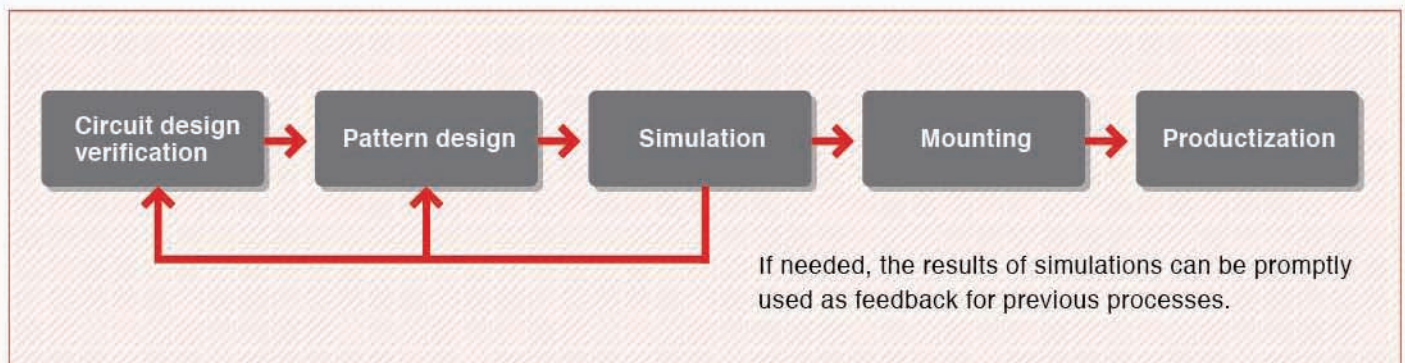 Circuit design
verification
Pattern design
Simulation
Mounting
Productization
If needed, the results of simulations can be promptly
used as feedback for previous processes.